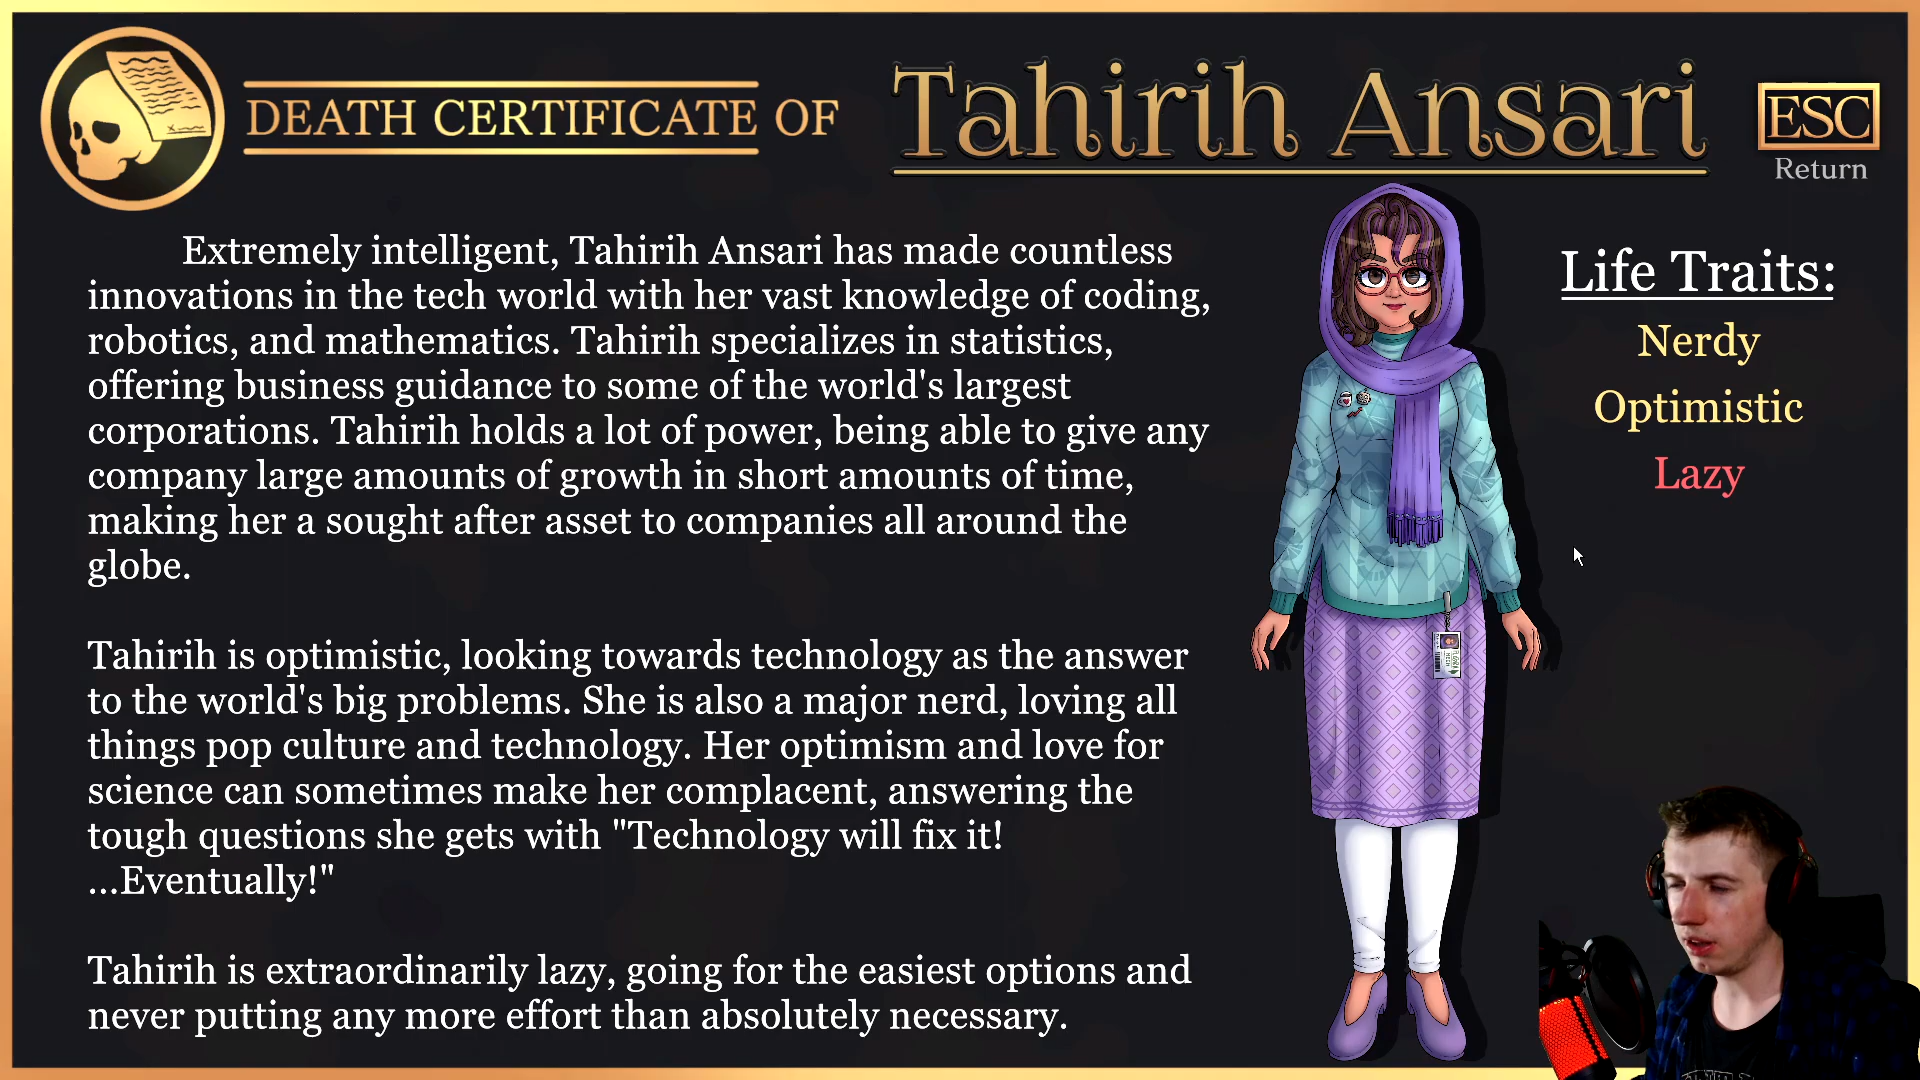 DEATH CERTIFICATE OF
Tahirih Ansari
ESC
Return
Extremely intelligent, Tahirih Ansari has made countless
innovations in the tech world with her vast knowledge of coding,
robotics, and mathematics. Tahirih specializes in statistics,
offering business guidance to some of the world's largest
corporations. Tahirih holds a lot of power, being able to give any
company large amounts of growth in short amounts of time,
making her a sought after asset to companies all around the
globe.
Tahirih is optimistic, looking towards technology as the answer
to the world's big problems. She is also a major nerd, loving all
things pop culture and technology. Her optimism and love for
science can sometimes make her complacent, answering the
tough questions she gets with "Technology will fix it!
...Eventually!"
Tahirih is extraordinarily lazy, going for the easiest options and
never putting any more effort than absolutely necessary.
Life Traits:
Nerdy
Optimistic
Lazy